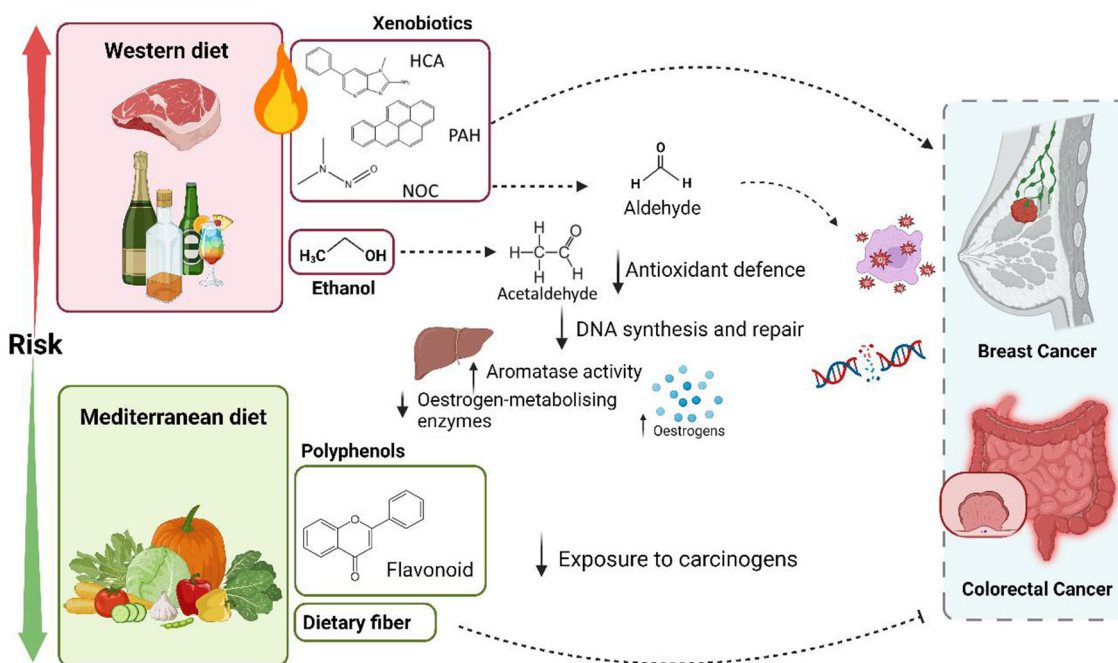 Xenobiotics
Western diet
HCA
NH₂
PAH
N
N
O
NOC
O
H
H
Aldehyde
H₃C
OH
Ethanol
H
H
C
C
O
H
H
Acetaldehyde
Antioxidant defence
DNA synthesis and repair
Risk
Aromatase activity
Oestrogen-metabolising
enzymes
Oestrogens
Breast Cancer
Mediterranean diet
Polyphenols
O
O
Flavonoid
Exposure to carcinogens
Dietary fiber
Colorectal Cancer